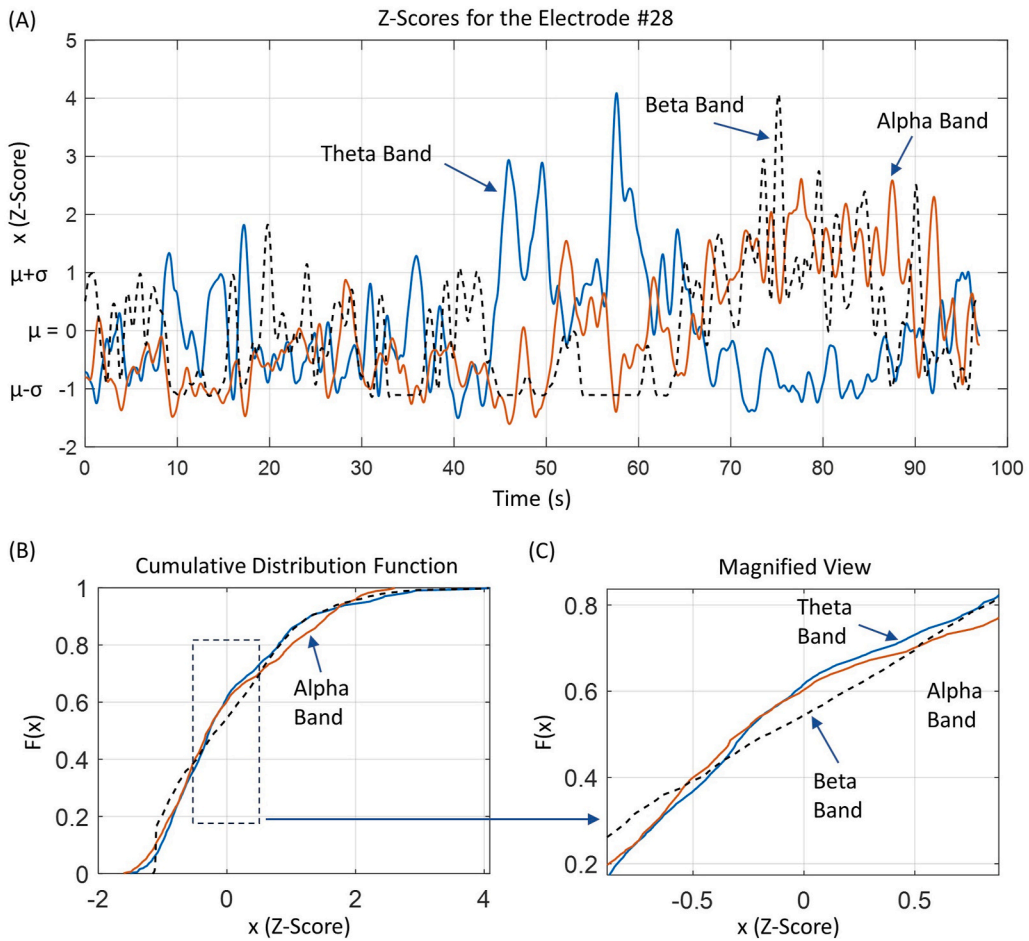 (A)
Z-Scores for the Electrode #28
x (Z-Score)
5
4
3
2
μ+σ 1
μ = 0
μ-σ -1
-2
Theta Band
Beta Band
Alpha Band
0 10 20 30 40 50 60 70 80 90 100
Time (s)
(B)
Cumulative Distribution Function
F(x)
1
0.8
0.6
0.4
0.2
0
Alpha
Band
-2 0 2 4
x (Z-Score)
(C)
Magnified View
F(x)
0.8
0.6
0.4
0.2
Theta
Band
Alpha
Band
Beta
Band
-0.5 0 0.5
x (Z-Score)